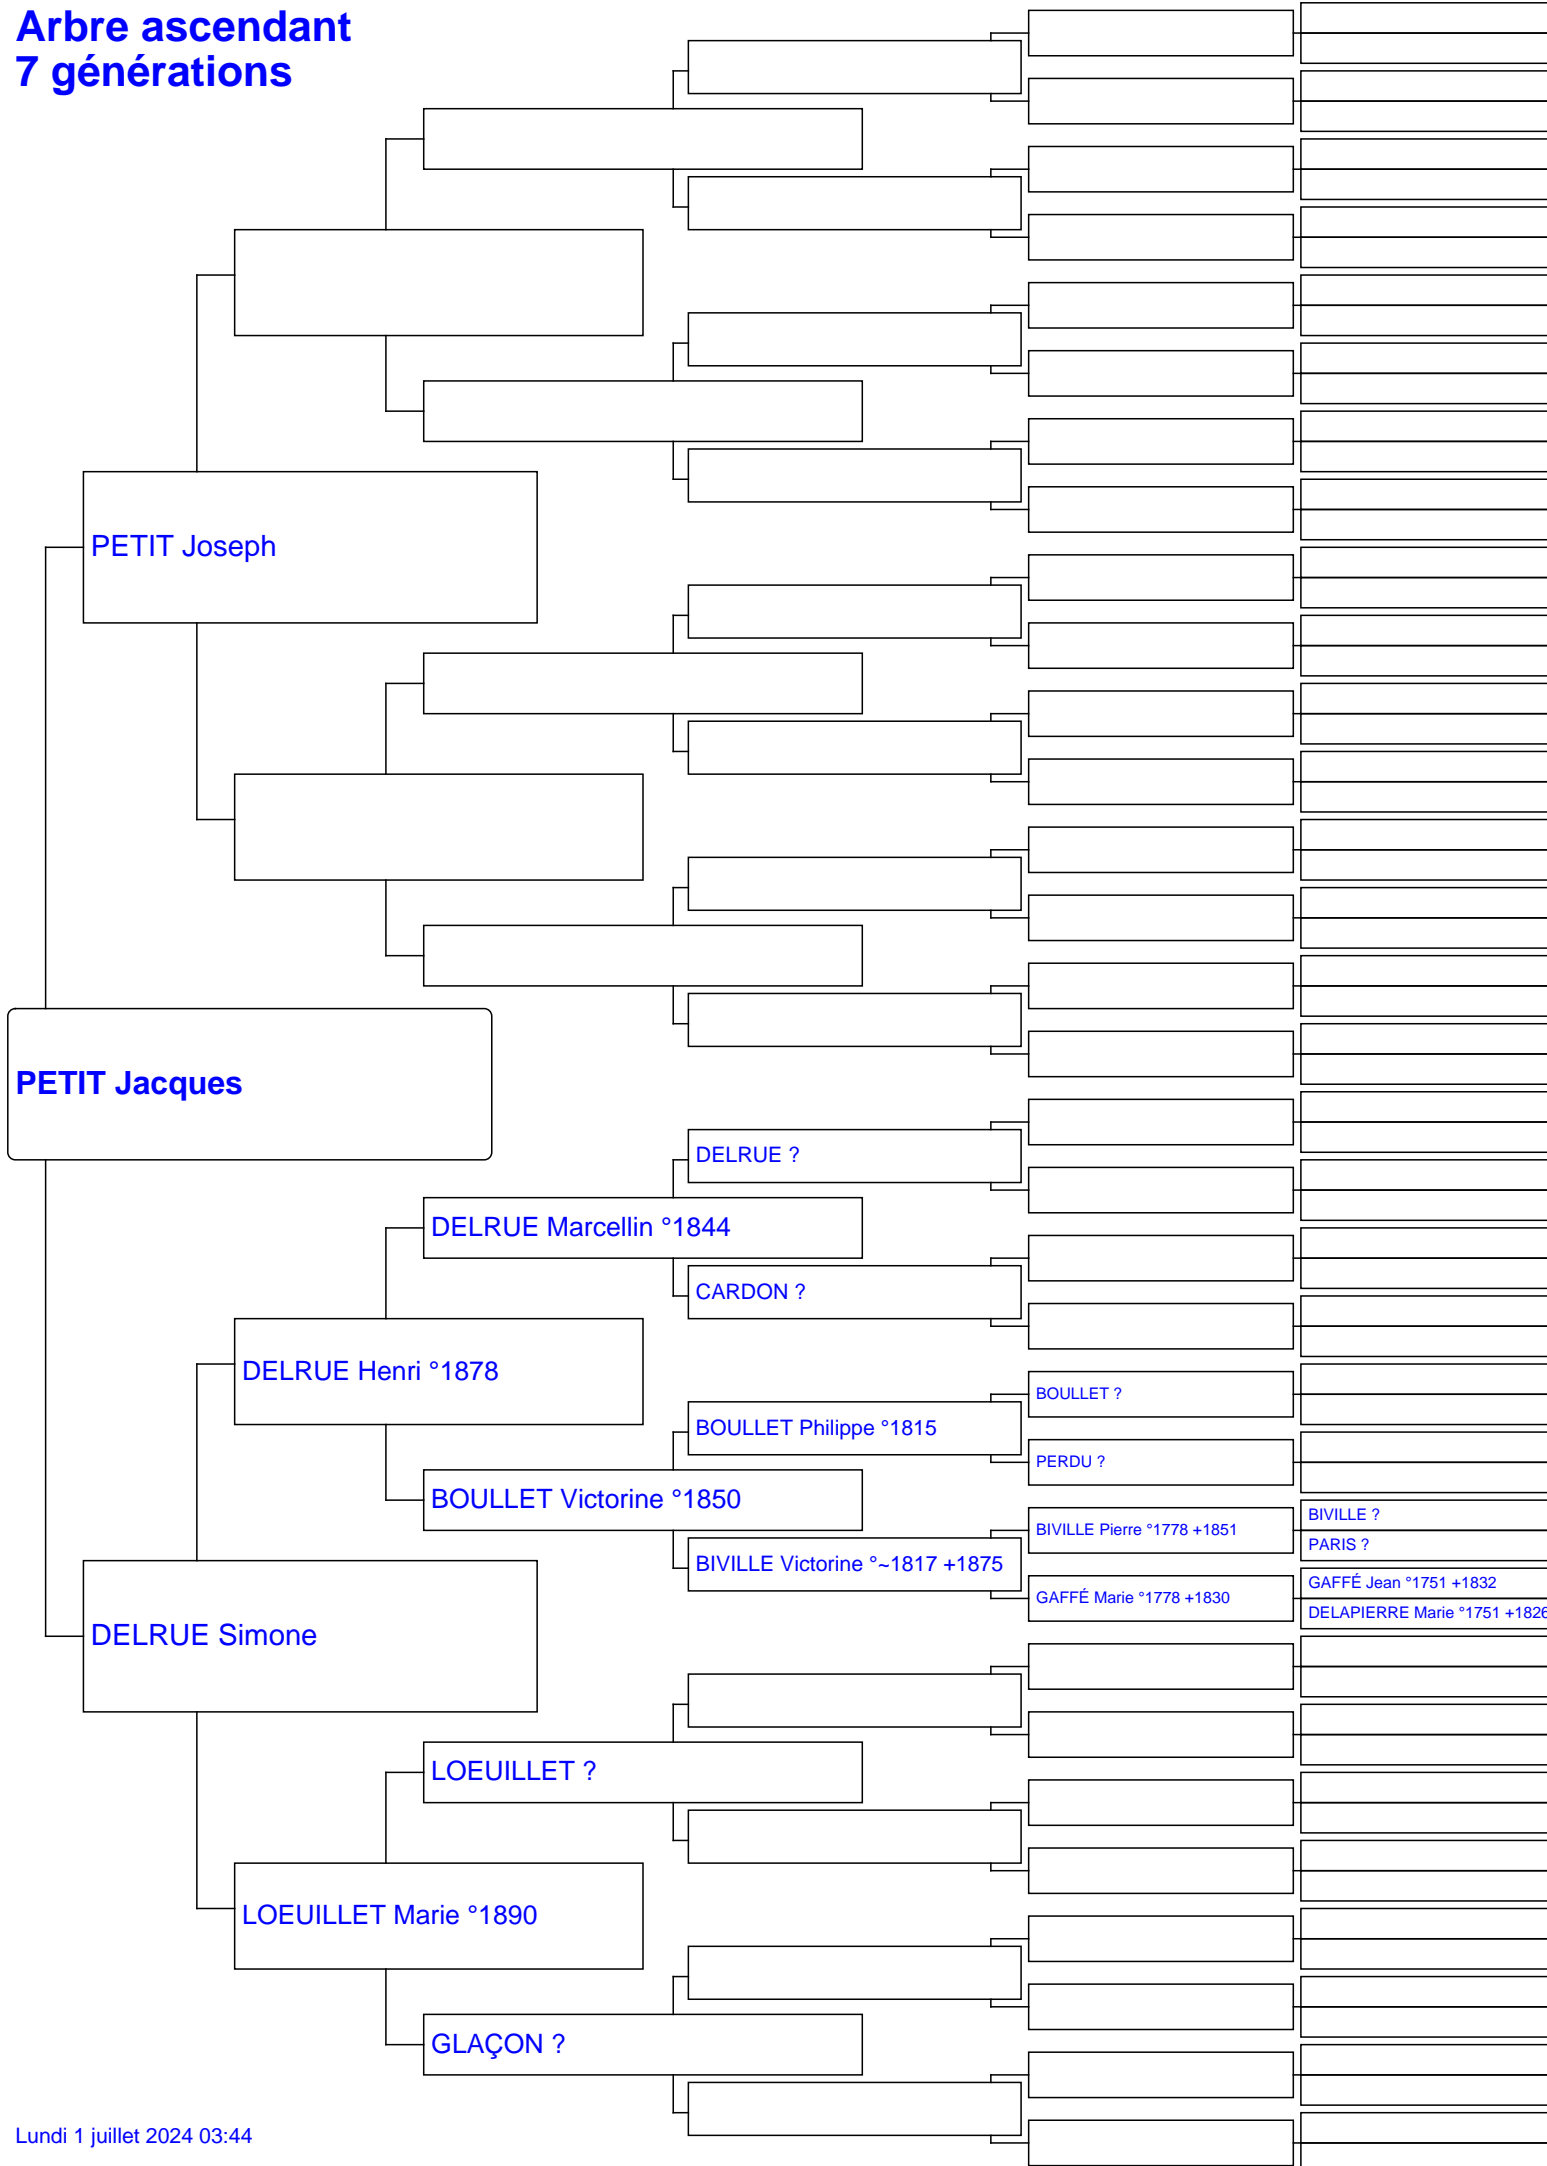 Arbre ascendant
7 générations
PETIT Joseph
PETIT Jacques
DELRUE ?
DELRUE Marcellin °1844
CARDON ?
DELRUE Henri °1878
BOULLET ?
BOULLET Philippe °1815
PERDU ?
BOULLET Victorine °1850
BIVILLE ?
BIVILLE Pierre °1778 +1851
PARIS ?
BIVILLE Victorine °~1817 +1875
GAFFÉ Jean °1751 +1832
GAFFÉ Marie °1778 +1830
DELAPIERRE Marie °1751 +1826
DELRUE Simone
LOEUILLET ?
LOEUILLET Marie °1890
GLAÇON ?
Lundi 1 juillet 2024 03:44